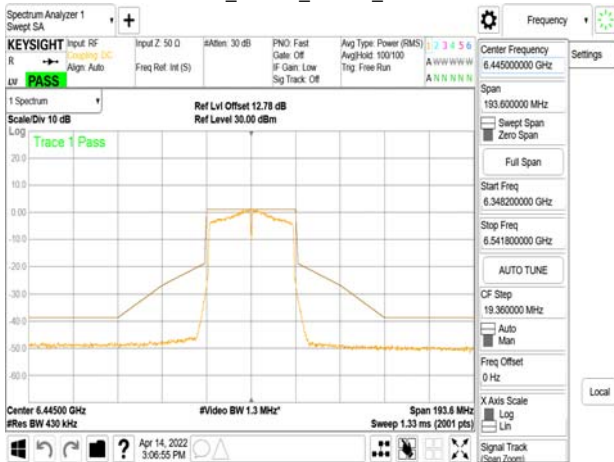 Spectrum Analyzer 1
Swept SA
+
Frequency
KEYSIGHT
Input: RF
Coupling: DC
Align: Auto
Input Z: 50 Ω
Freq Ref: Int (S)
#Atten: 30 dB
PNO: Fast
Gate: Off
IF Gain: Low
Sig Track: Off
Avg Type: Power (RMS)
Avg|Hold: 100/100
Trig: Free Run
1 2 3 4 5 6
A W W W W W
A N N N N N
R
PASS
Center Frequency
6.445000000 GHz
Settings
Span
193.600000 MHz
Swept Span
Zero Span
Full Span
Start Freq
6.348200000 GHz
Stop Freq
6.541800000 GHz
AUTO TUNE
CF Step
19.360000 MHz
Auto
Man
Freq Offset
0 Hz
X Axis Scale
Log
Lin
Local
Signal Track
(Span Zoom)
1 Spectrum
Scale/Div 10 dB
Ref Lvl Offset 12.78 dB
Ref Level 30.00 dBm
Log
Trace 1 Pass
20.0
10.0
0.00
-10.0
-20.0
-30.0
-40.0
-50.0
-60.0
Center 6.44500 GHz
#Res BW 430 kHz
#Video BW 1.3 MHz*
Span 193.6 MHz
Sweep 1.33 ms (2001 pts)
?
Apr 14, 2022
3:06:55 PM